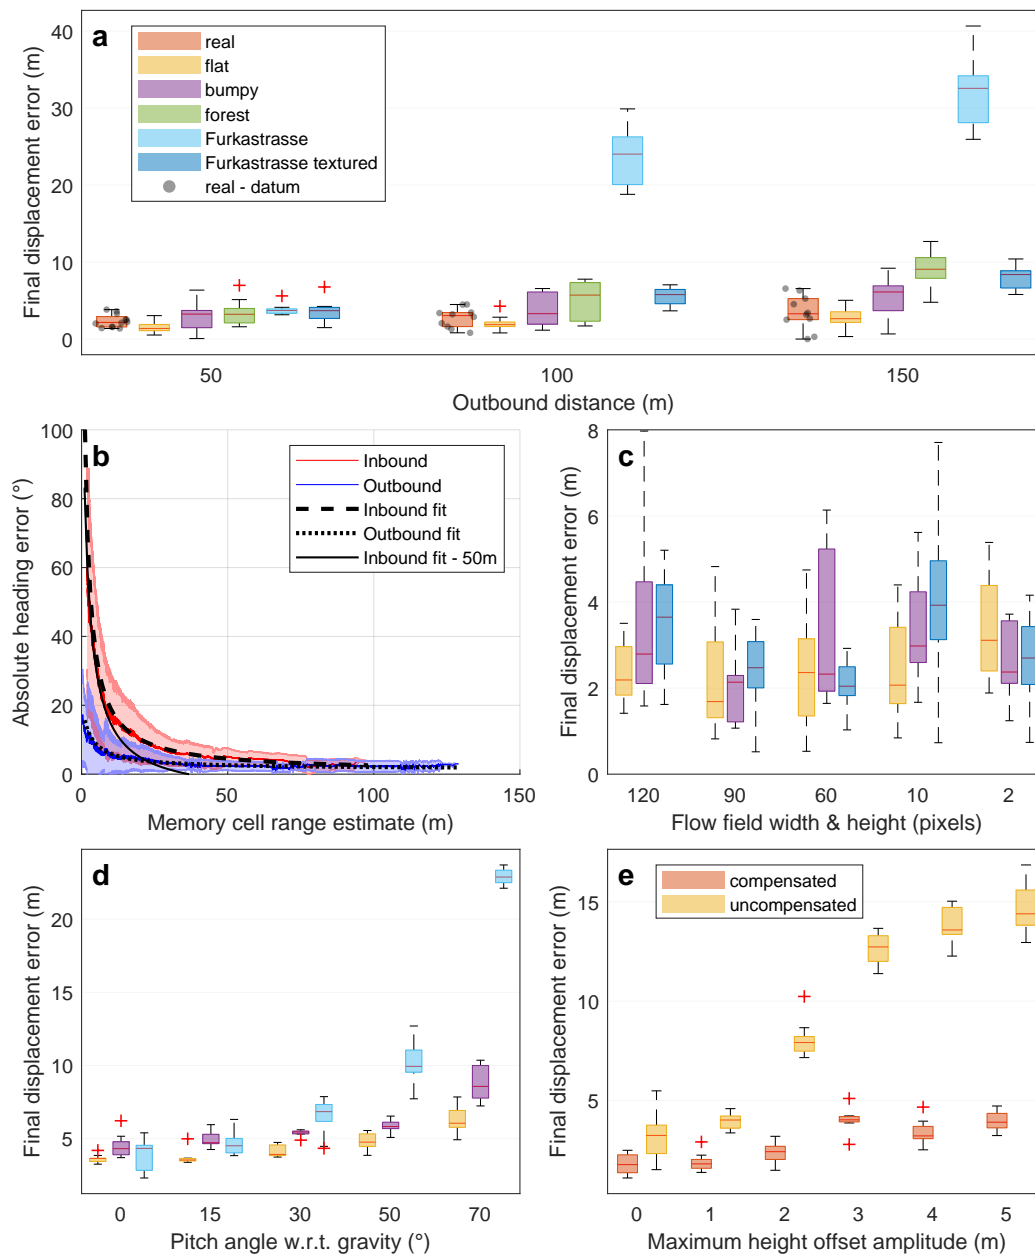 a
real
flat
bumpy
forest
Furkastrasse
Furkastrasse textured
real - datum
Final displacement error (m)
40
30
20
10
0
50
100
150
Outbound distance (m)
b
Inbound
Outbound
Inbound fit
Outbound fit
Inbound fit - 50m
Absolute heading error (°)
100
80
60
40
20
0
0
50
100
150
Memory cell range estimate (m)
c
Final displacement error (m)
8
6
4
2
0
120
90
60
10
2
Flow field width & height (pixels)
d
Final displacement error (m)
20
15
10
5
0
15
30
50
70
Pitch angle w.r.t. gravity (°)
e
compensated
uncompensated
Final displacement error (m)
15
10
5
0
1
2
3
4
5
Maximum height offset amplitude (m)